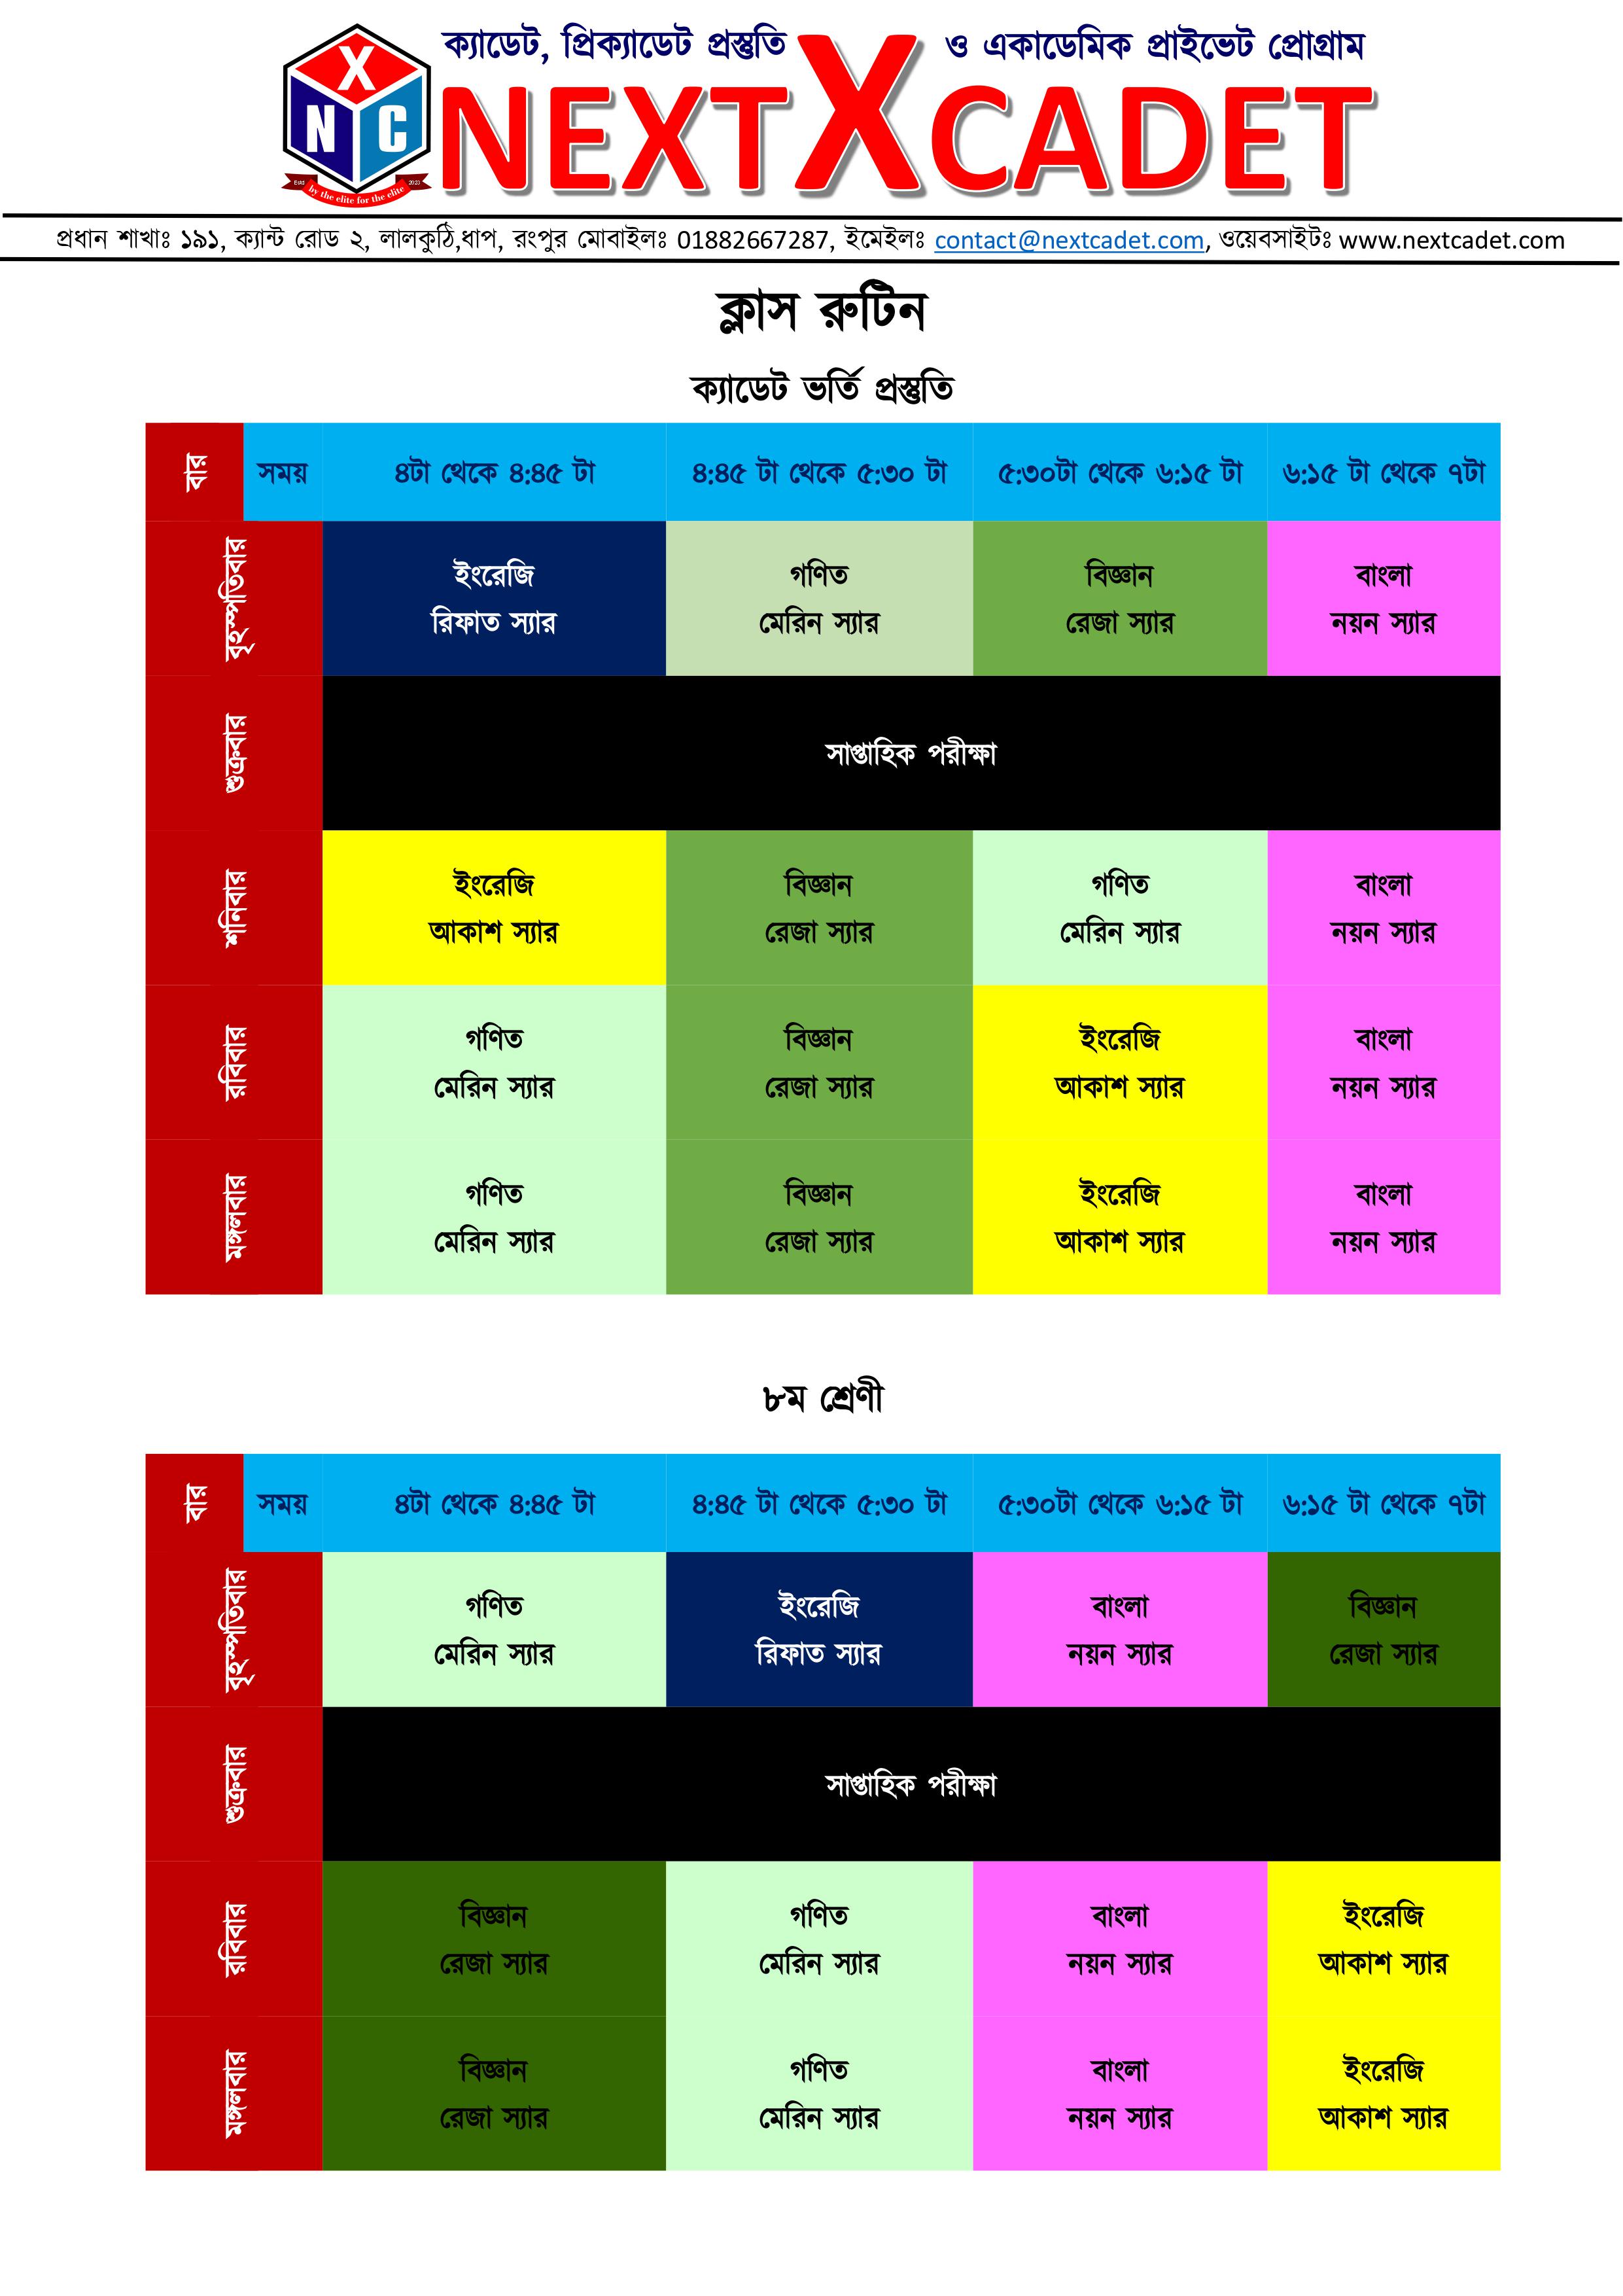 ক্যাডেট, প্রিক্যাডেট প্রস্তুতি ও একাডেমিক প্রাইভেট প্রোগ্রাম
X
N C
NEXTXCADET
Estd 2023
by the elite for the elite
প্রধান শাখাঃ ১৯১, ক্যান্ট রোড ২, লালকুঠি,ধাপ, রংপুর মোবাইলঃ 01882667287, ইমেইলঃ contact@nextcadet.com, ওয়েবসাইটঃ www.nextcadet.com
ক্লাস রুটিন
ক্যাডেট ভর্তি প্রস্তুতি
বার সময় ৪টা থেকে ৪:৪৫ টা ৪:৪৫ টা থেকে ৫:৩০ টা ৫:৩০টা থেকে ৬:১৫ টা ৬:১৫ টা থেকে ৭টা
বৃহস্পতিবার
ইংরেজি গণিত বিজ্ঞান বাংলা
রিফাত স্যার মেরিন স্যার রেজা স্যার নয়ন স্যার
শুক্রবার
সাপ্তাহিক পরীক্ষা
শনিবার
ইংরেজি বিজ্ঞান গণিত বাংলা
আকাশ স্যার রেজা স্যার মেরিন স্যার নয়ন স্যার
রবিবার
গণিত বিজ্ঞান ইংরেজি বাংলা
মেরিন স্যার রেজা স্যার আকাশ স্যার নয়ন স্যার
মঙ্গলবার
গণিত বিজ্ঞান ইংরেজি বাংলা
মেরিন স্যার রেজা স্যার আকাশ স্যার নয়ন স্যার
৮ম শ্রেণী
বার সময় ৪টা থেকে ৪:৪৫ টা ৪:৪৫ টা থেকে ৫:৩০ টা ৫:৩০টা থেকে ৬:১৫ টা ৬:১৫ টা থেকে ৭টা
বৃহস্পতিবার
গণিত ইংরেজি বাংলা বিজ্ঞান
মেরিন স্যার রিফাত স্যার নয়ন স্যার রেজা স্যার
শুক্রবার
সাপ্তাহিক পরীক্ষা
রবিবার
বিজ্ঞান গণিত বাংলা ইংরেজি
রেজা স্যার মেরিন স্যার নয়ন স্যার আকাশ স্যার
মঙ্গলবার
বিজ্ঞান গণিত বাংলা ইংরেজি
রেজা স্যার মেরিন স্যার নয়ন স্যার আকাশ স্যার